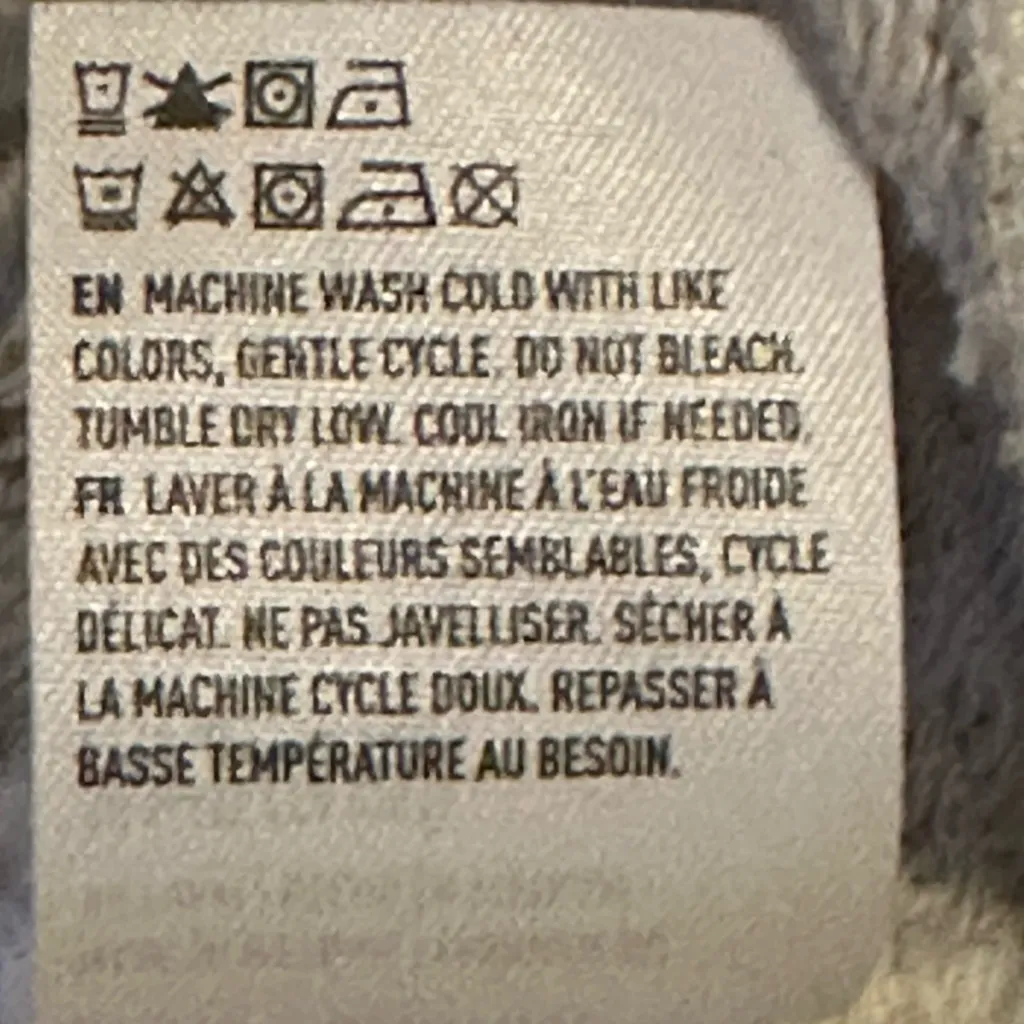 EN MACHINE WASH COLD WITH LIKE
COLORS, GENTLE CYCLE. DO NOT BLEACH.
TUMBLE DRY LOW. COOL IRON IF NEEDED.
FR LAVER À LA MACHINE À L'EAU FROIDE
AVEC DES COULEURS SEMBLABLES, CYCLE
DÉLICAT. NE PAS JAVELLISER. SÉCHER À
LA MACHINE CYCLE DOUX. REPASSER À
BASSE TEMPÉRATURE AU BESOIN.